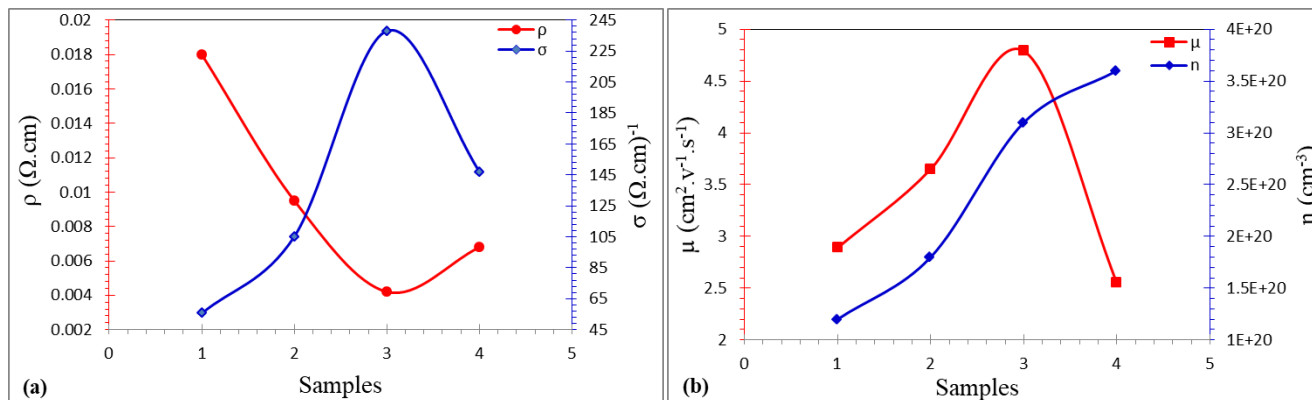 0.02
0.018
0.016
0.014
0.012
0.01
0.008
0.006
0.004
0.002
ρ (Ω.cm)
245
225
205
185
165
145
125
105
85
65
45
σ (Ω.cm)⁻¹
ρ
σ
0 1 2 3 4 5
Samples
(a)
5
4.5
4
3.5
3
2.5
2
μ (cm².v⁻¹.s⁻¹)
4E+20
3.5E+20
3E+20
2.5E+20
2E+20
1.5E+20
1E+20
n (cm⁻³)
μ
n
0 1 2 3 4 5
Samples
(b)